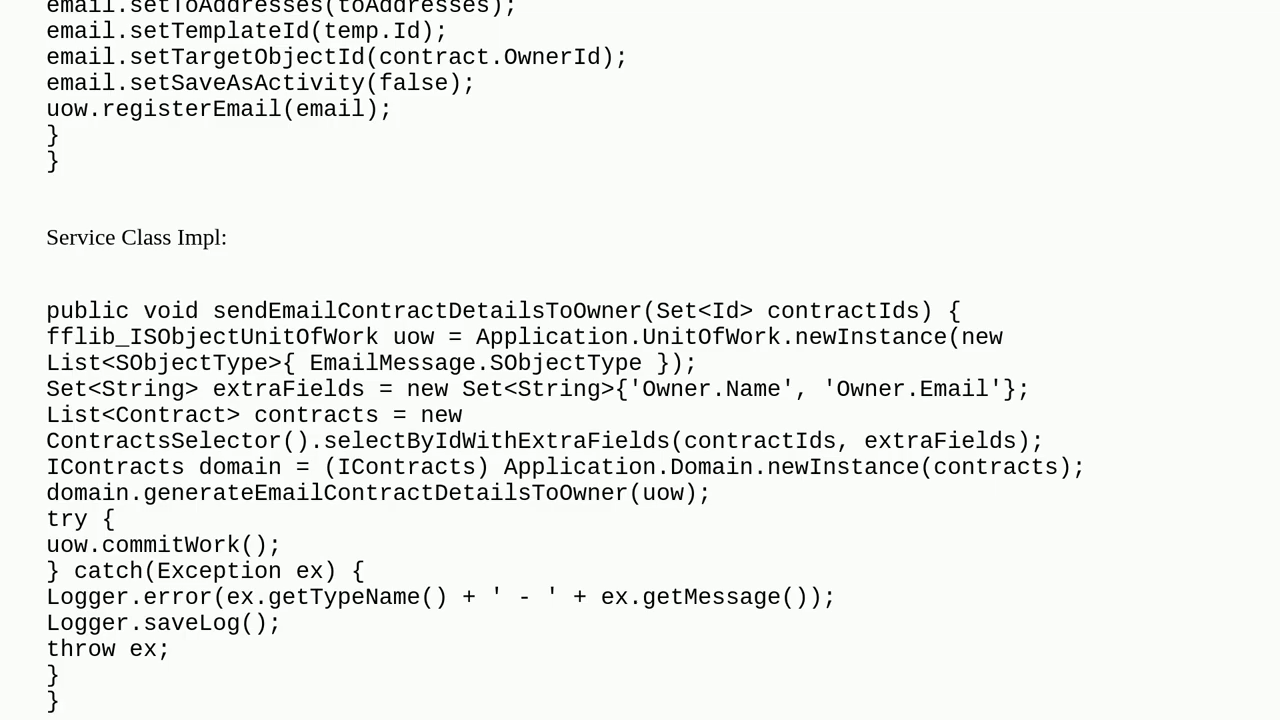 email.setToAddresses(toAddresses);
email.setTemplateId(temp.Id);
email.setTargetObjectId(contract.OwnerId);
email.setSaveAsActivity(false);
uow.registerEmail(email);
}
}
Service Class Impl:
public void sendEmailContractDetailsToOwner(Set<Id> contractIds) {
fflib_ISObjectUnitOfWork uow = Application.UnitOfWork.newInstance(new
List<SObjectType>{ EmailMessage.SObjectType });
Set<String> extraFields = new Set<String>{'Owner.Name', 'Owner.Email'};
List<Contract> contracts = new
ContractsSelector().selectByIdWithExtraFields(contractIds, extraFields);
IContracts domain = (IContracts) Application.Domain.newInstance(contracts);
domain.generateEmailContractDetailsToOwner(uow);
try {
uow.commitWork();
} catch(Exception ex) {
Logger.error(ex.getTypeName() + ' - ' + ex.getMessage());
Logger.saveLog();
throw ex;
}
}